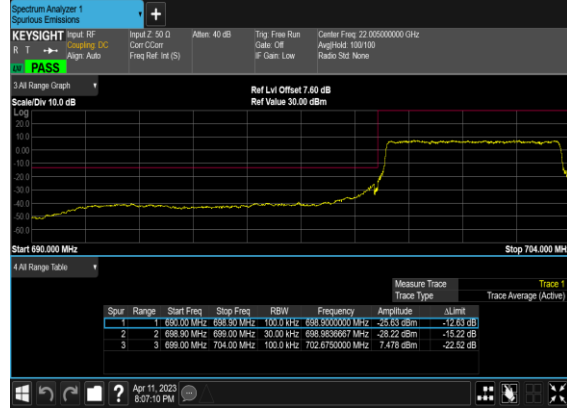 Spectrum Analyzer 1
Spurious Emissions
+
KEYSIGHT Input: RF
R T Coupling: DC
Align: Auto
Input Z: 50 Ω
Corr CCorr
Freq Ref: Int (S)
Atten: 40 dB
Trig: Free Run
Gate: Off
IF Gain: Low
Center Freq: 22.005000000 GHz
Avg|Hold: 100/100
Radio Std: None
LW PASS
3 All Range Graph
Scale/Div 10.0 dB
Ref Lvl Offset 7.60 dB
Ref Value 30.00 dBm
Log
20.0
10.0
0.00
-10.0
-20.0
-30.0
-40.0
-50.0
-60.0
Start 690.000 MHz
Stop 704.000 MH
4 All Range Table
Measure Trace Trace 1
Trace Type Trace Average (Active)
Spur Range Start Freq Stop Freq RBW Frequency Amplitude ΔLimit
1 1 690.00 MHz 698.90 MHz 100.0 kHz 698.9000000 MHz -25.63 dBm -12.63 dB
2 2 698.90 MHz 699.00 MHz 30.00 kHz 698.9836667 MHz -28.22 dBm -15.22 dB
3 3 699.00 MHz 704.00 MHz 100.0 kHz 702.6750000 MHz 7.478 dBm -22.52 dB
?
Apr 11, 2023
8:07:10 PM